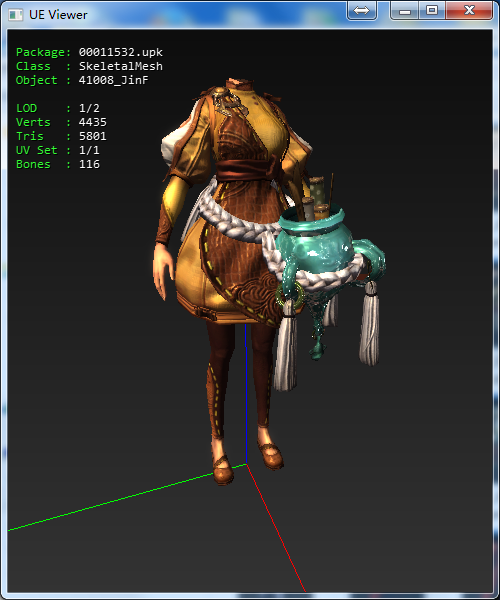 UE Viewer
Package: 00011532.upk
Class : SkeletalMesh
Object : 41008_JinF
LOD : 1/2
Verts : 4435
Tris : 5801
UV Set : 1/1
Bones : 116